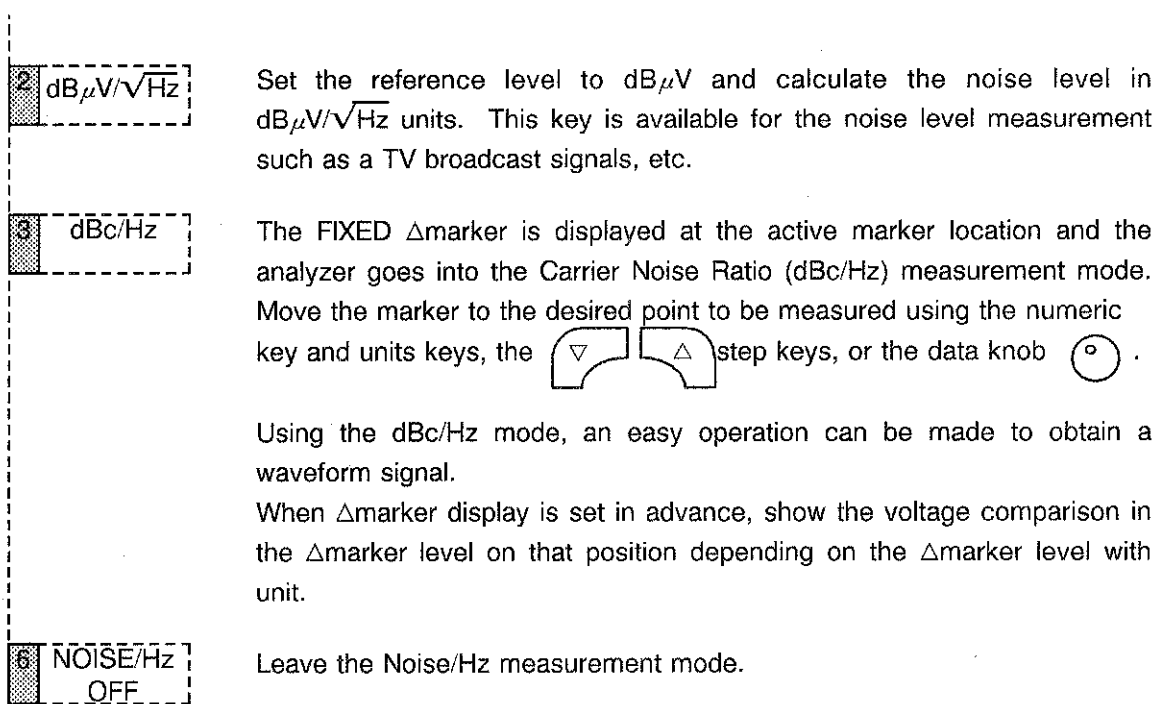 2 dBμV/√Hz
Set the reference level to dBμV and calculate the noise level in
dBμV/√Hz units. This key is available for the noise level measurement
such as a TV broadcast signals, etc.
3 dBc/Hz
The FIXED △marker is displayed at the active marker location and the
analyzer goes into the Carrier Noise Ratio (dBc/Hz) measurement mode.
Move the marker to the desired point to be measured using the numeric
key and units keys, the ▽ △ step keys, or the data knob .
Using the dBc/Hz mode, an easy operation can be made to obtain a
waveform signal.
When △marker display is set in advance, show the voltage comparison in
the △marker level on that position depending on the △marker level with
unit.
6 NOISE/Hz
OFF
Leave the Noise/Hz measurement mode.